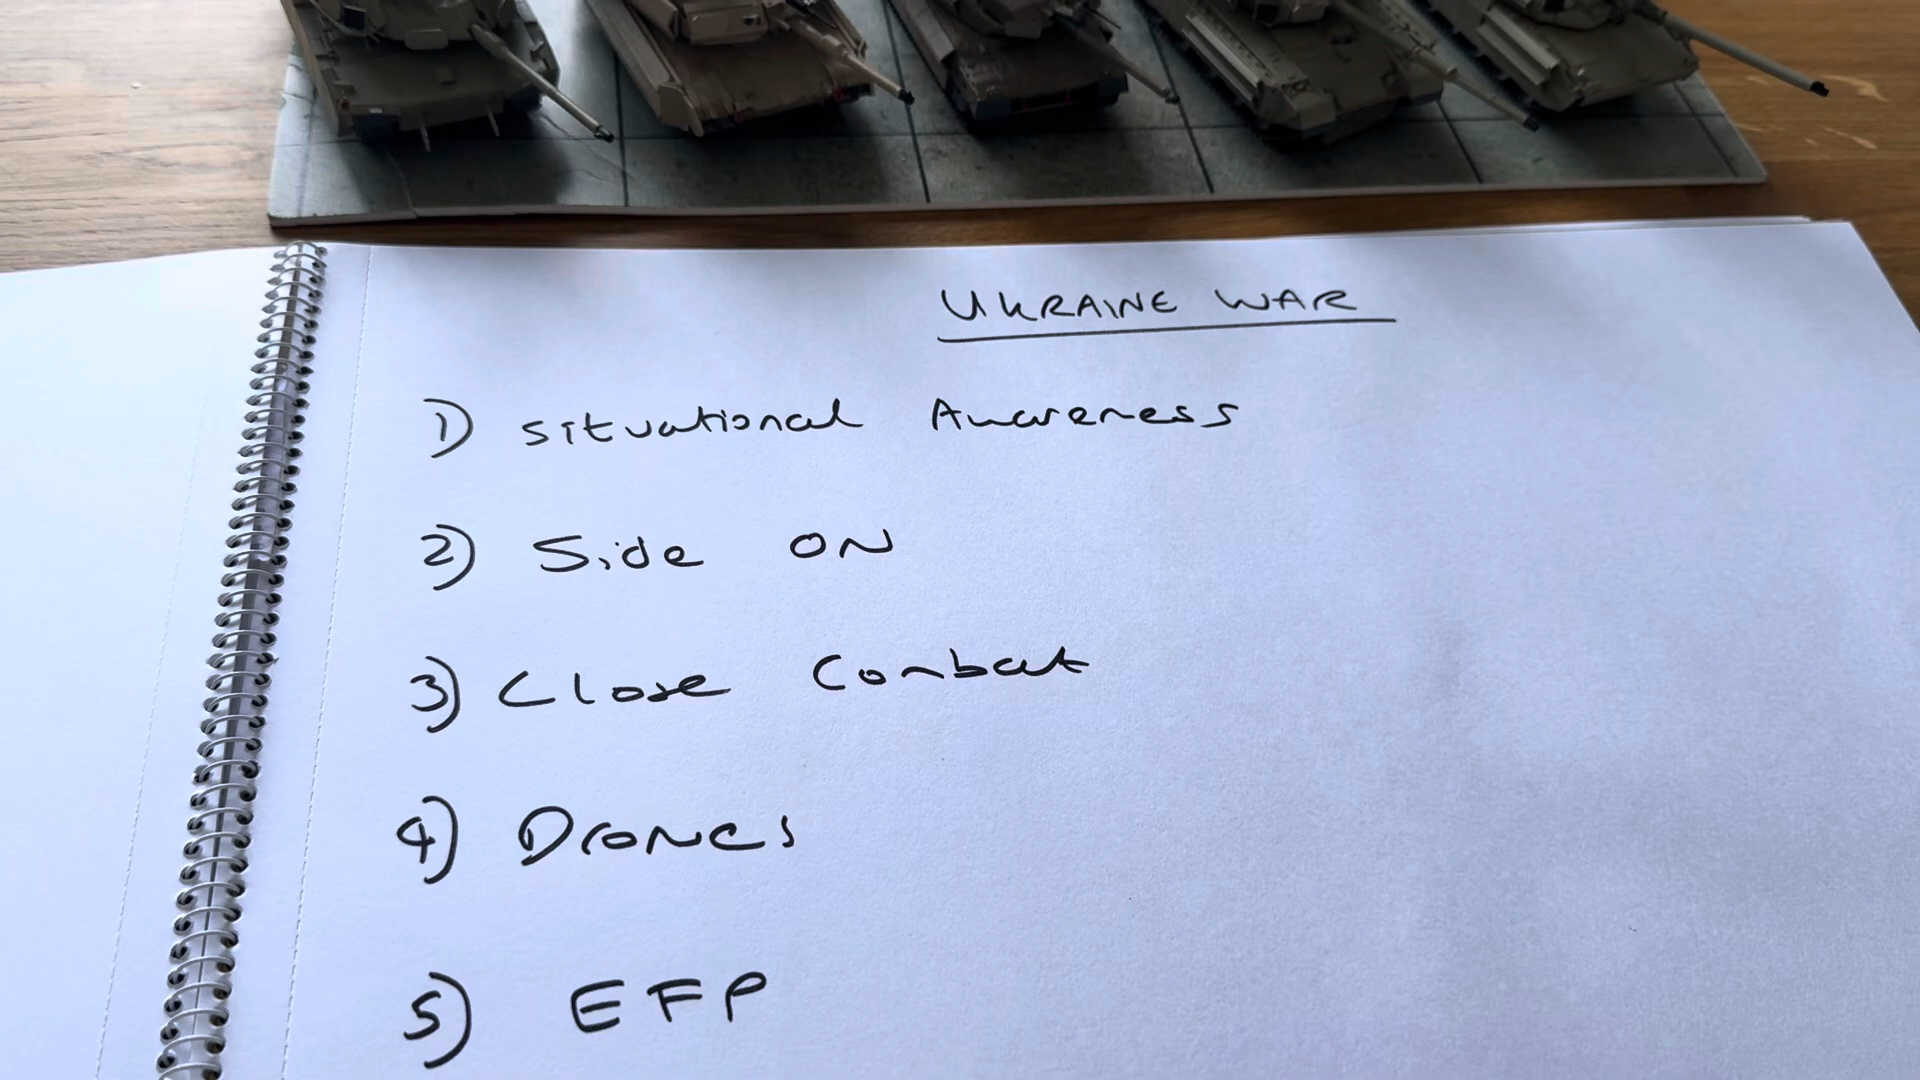 UKRAINE WAR
1) Situational Awareness
2) Side ON
3) Close Combat
4) Drones
5) EFP